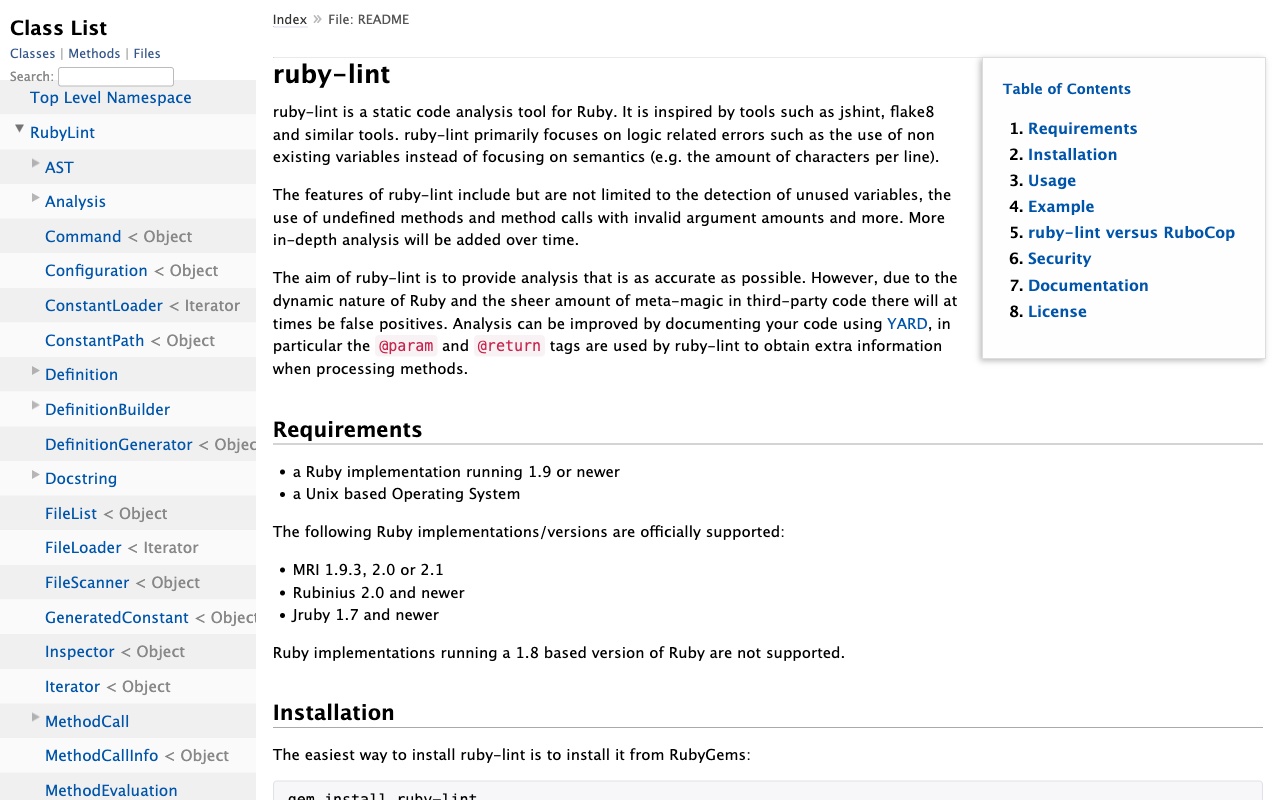 Class List
Classes | Methods | Files
Search:
Top Level Namespace
▼ RubyLint
▶ AST
▶ Analysis
Command < Object
Configuration < Object
ConstantLoader < Iterator
ConstantPath < Object
▶ Definition
▶ DefinitionBuilder
DefinitionGenerator < Objec
▶ Docstring
FileList < Object
FileLoader < Iterator
FileScanner < Object
GeneratedConstant < Object
Inspector < Object
Iterator < Object
▶ MethodCall
MethodCallInfo < Object
MethodEvaluation
Index » File: README
ruby-lint
ruby-lint is a static code analysis tool for Ruby. It is inspired by tools such as jshint, flake8
and similar tools. ruby-lint primarily focuses on logic related errors such as the use of non
existing variables instead of focusing on semantics (e.g. the amount of characters per line).
The features of ruby-lint include but are not limited to the detection of unused variables, the
use of undefined methods and method calls with invalid argument amounts and more. More
in-depth analysis will be added over time.
The aim of ruby-lint is to provide analysis that is as accurate as possible. However, due to the
dynamic nature of Ruby and the sheer amount of meta-magic in third-party code there will at
times be false positives. Analysis can be improved by documenting your code using YARD, in
particular the @param and @return tags are used by ruby-lint to obtain extra information
when processing methods.
Table of Contents
1. Requirements
2. Installation
3. Usage
4. Example
5. ruby-lint versus RuboCop
6. Security
7. Documentation
8. License
Requirements
• a Ruby implementation running 1.9 or newer
• a Unix based Operating System
The following Ruby implementations/versions are officially supported:
• MRI 1.9.3, 2.0 or 2.1
• Rubinius 2.0 and newer
• Jruby 1.7 and newer
Ruby implementations running a 1.8 based version of Ruby are not supported.
Installation
The easiest way to install ruby-lint is to install it from RubyGems:
gem install ruby-lint